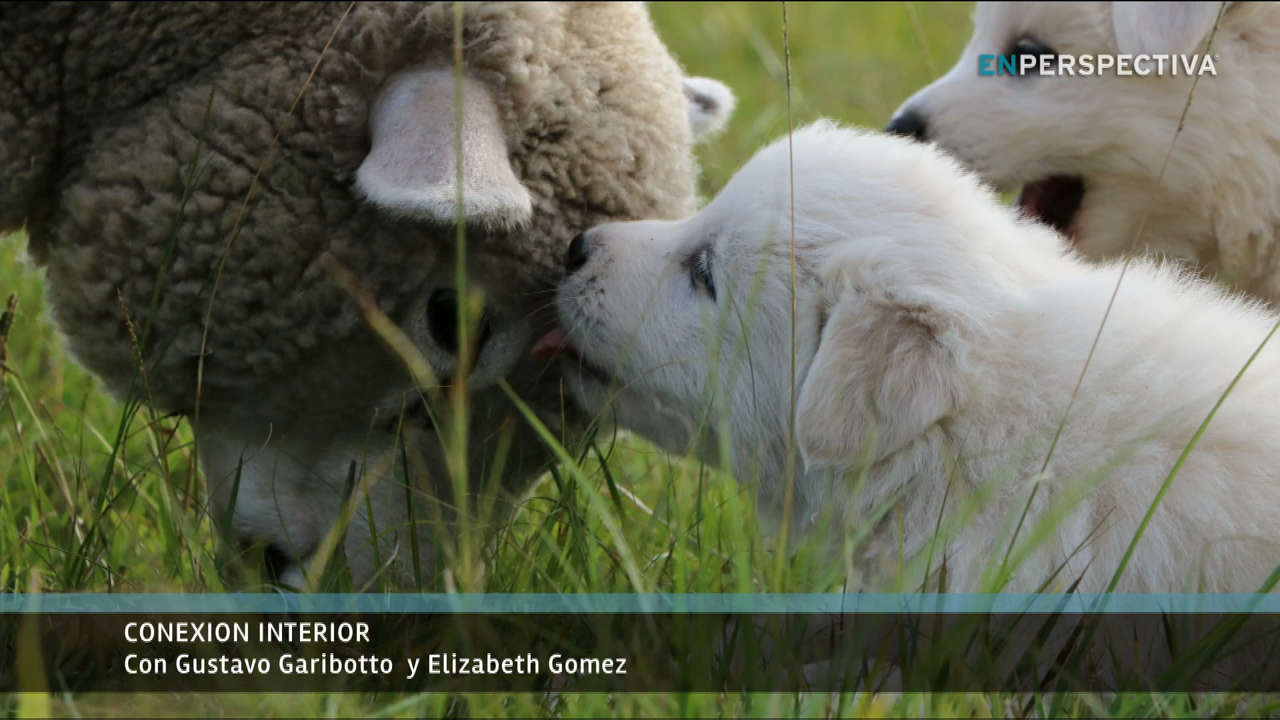 ENPERSPECTIVA
CONEXION INTERIOR
Con Gustavo Garibotto y Elizabeth Gomez